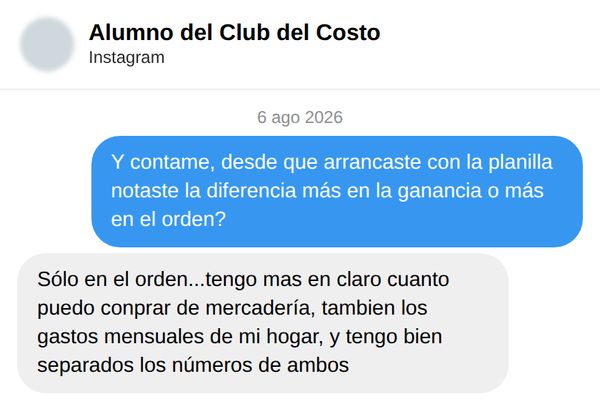 Alumno del Club del Costo
Instagram
6 ago 2026
Y contame, desde que arrancaste con la planilla
notaste la diferencia más en la ganancia o más
en el orden?
Sólo en el orden...tengo mas en claro cuanto
puedo conprar de mercadería, tambien los
gastos mensuales de mi hogar, y tengo bien
separados los números de ambos